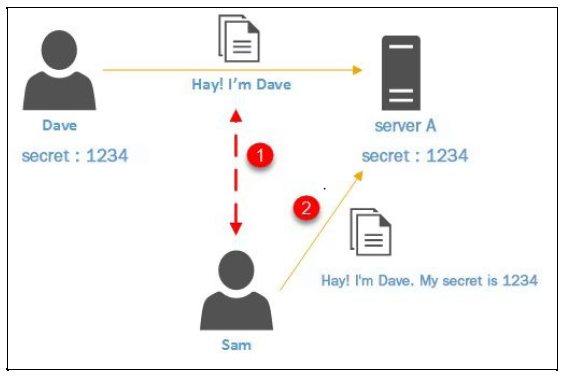 Hay! I'm Dave
Dave
server A
secret : 1234
secret : 1234
1
2
Hay! I'm Dave. My secret is 1234
Sam